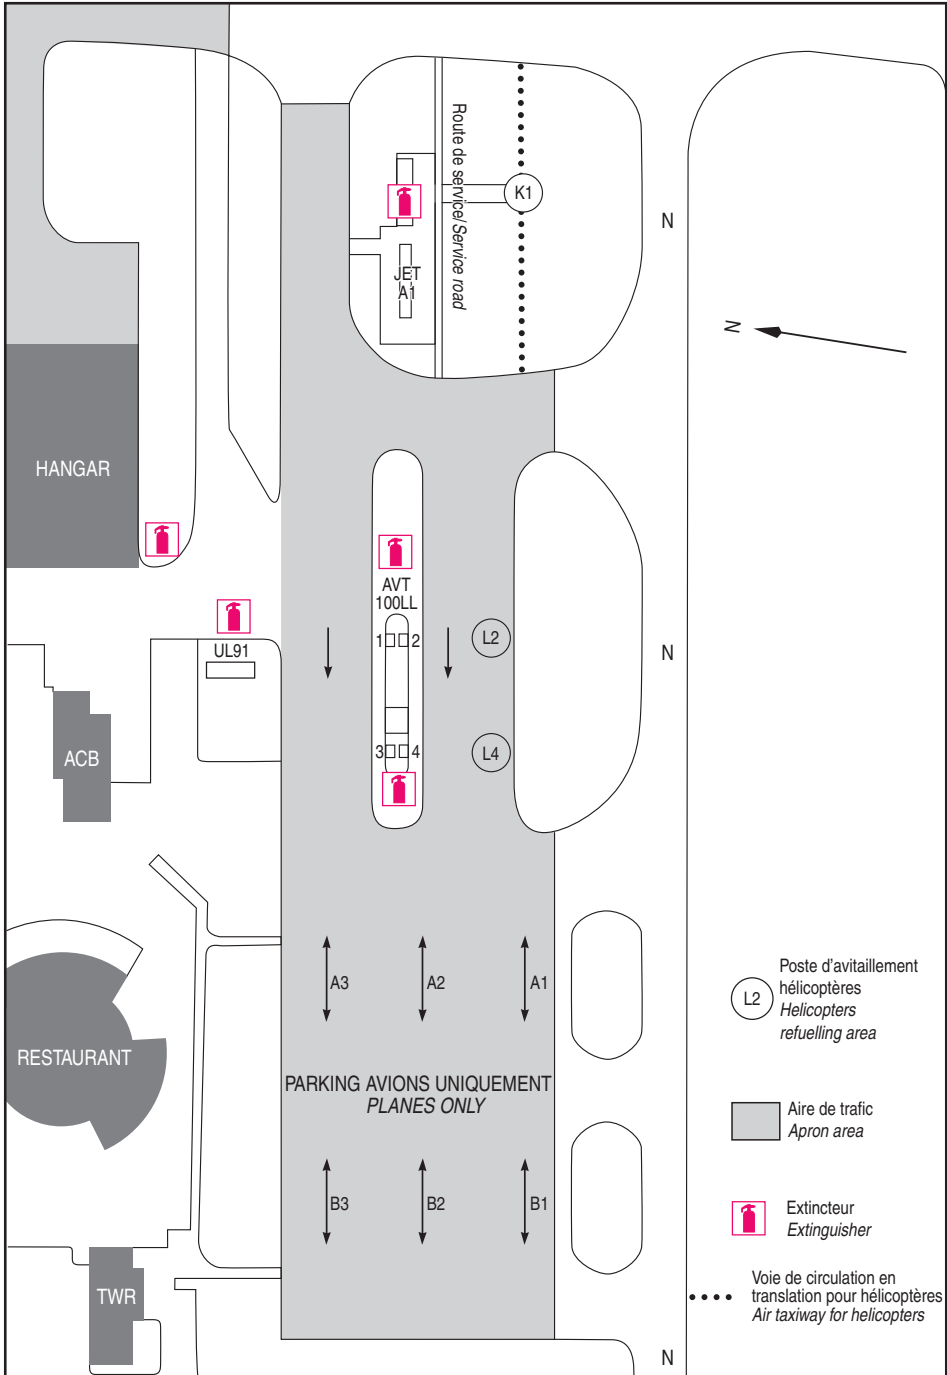 Route de service/Service road
K1
N
JET
A1
N
HANGAR
AVT
100LL
1
2
L2
UL91
N
ACB
3
4
L4
A3
A2
A1
Poste d'avitaillement
hélicoptères
Helicopters
refuelling area
L2
RESTAURANT
PARKING AVIONS UNIQUEMENT
PLANES ONLY
Aire de trafic
Apron area
B3
B2
B1
Extincteur
Extinguisher
TWR
Voie de circulation en
translation pour hélicoptères
Air taxiway for helicopters
N